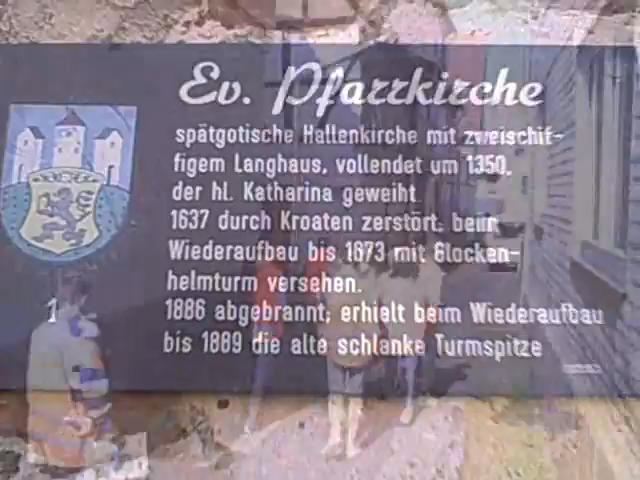 Ev. Pfarrkirche
spätgotische Hallenkirche mit zweischif-
figem Langhaus, vollendet um 1350.
der hl. Katharina geweiht.
1637 durch Kroaten zerstört; beim
Wiederaufbau bis 1673 mit Glocken-
helmturm versehen.
1886 abgebrannt; erhielt beim Wiederaufbau
bis 1889 die alte schlanke Turmspitze
1